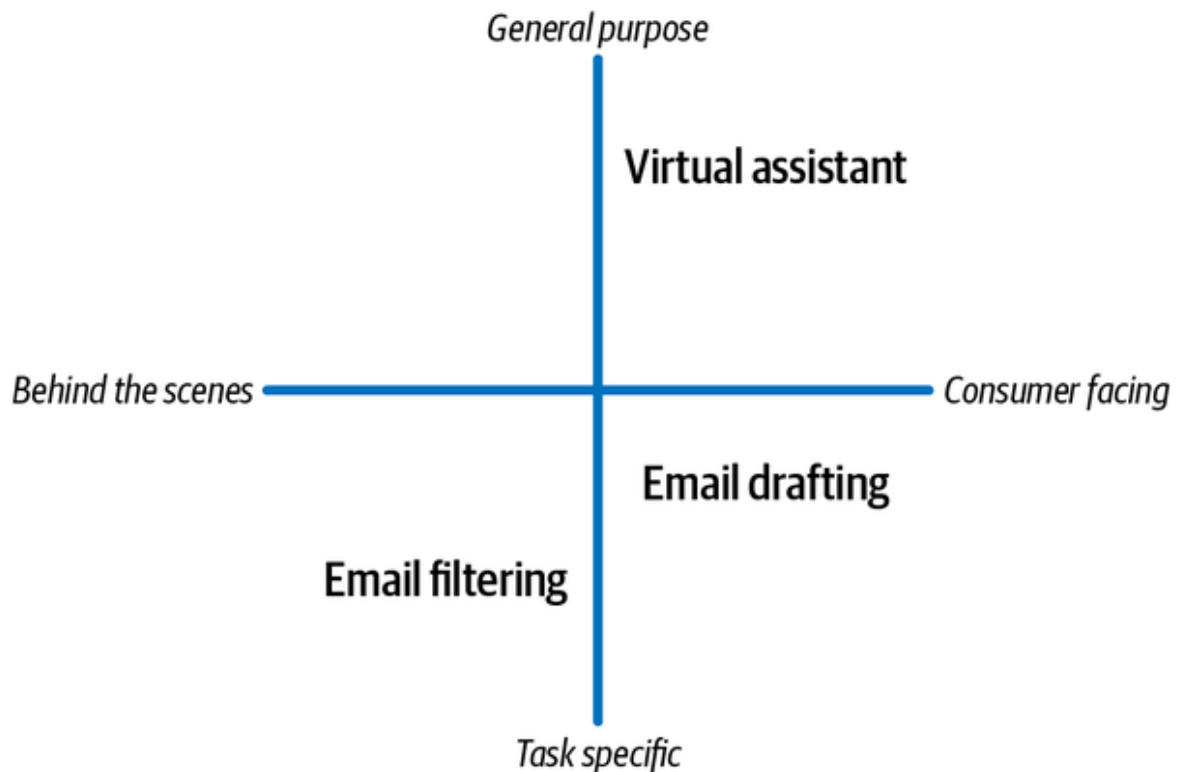 General purpose
Virtual assistant
Behind the scenes
Consumer facing
Email drafting
Email filtering
Task specific